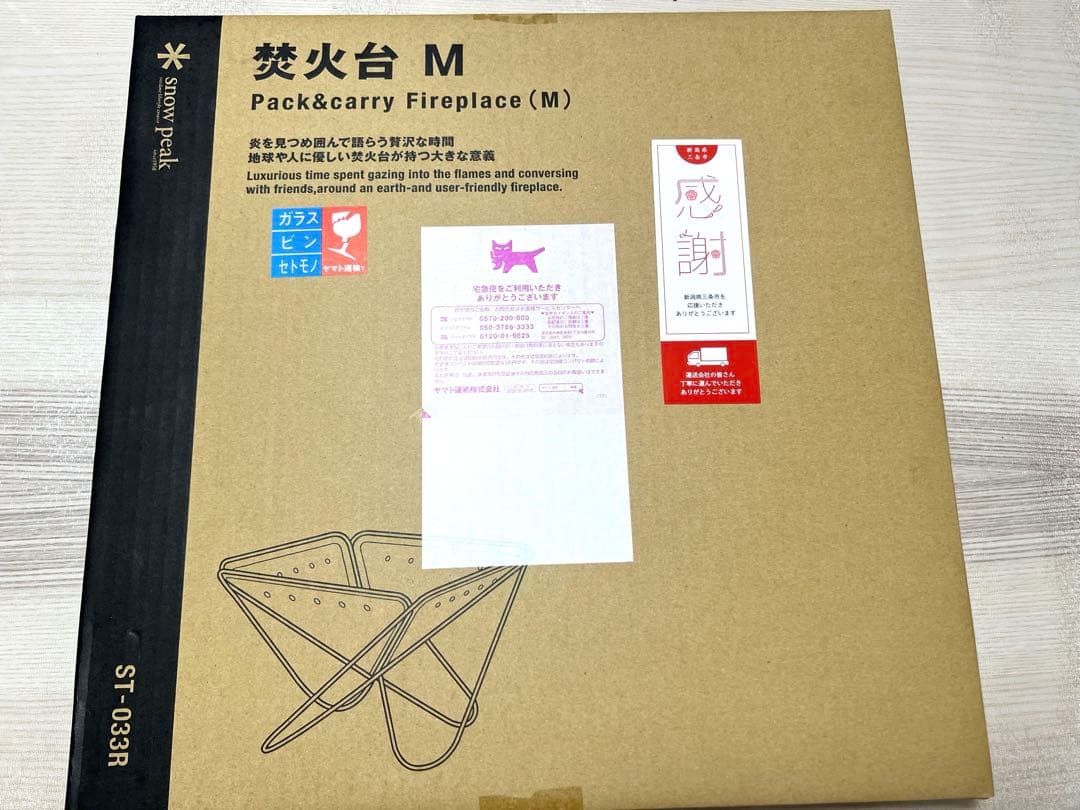 snow peak
焚火台 M
Pack&carry Fireplace (M)
炎を見つめ囲んで語らう贅沢な時間
地球や人に優しい焚火台が持つ大きな意義
Luxurious time spent gazing into the flames and conversing
with friends,around an earth-and user-friendly fireplace.
ガラス
ビン
セトモノ
ヤマト運輸
宅急便をご利用いただき
ありがとうございます
0570-200-000
050-3786-3333
0120-01-9625
ヤマト運輸株式会社
新潟県
三条市
感
謝
新潟県三条市を
応援いただき
ありがとうございます
運送会社の皆さん
丁寧に運んでいただき
ありがとうございます
ST-033R